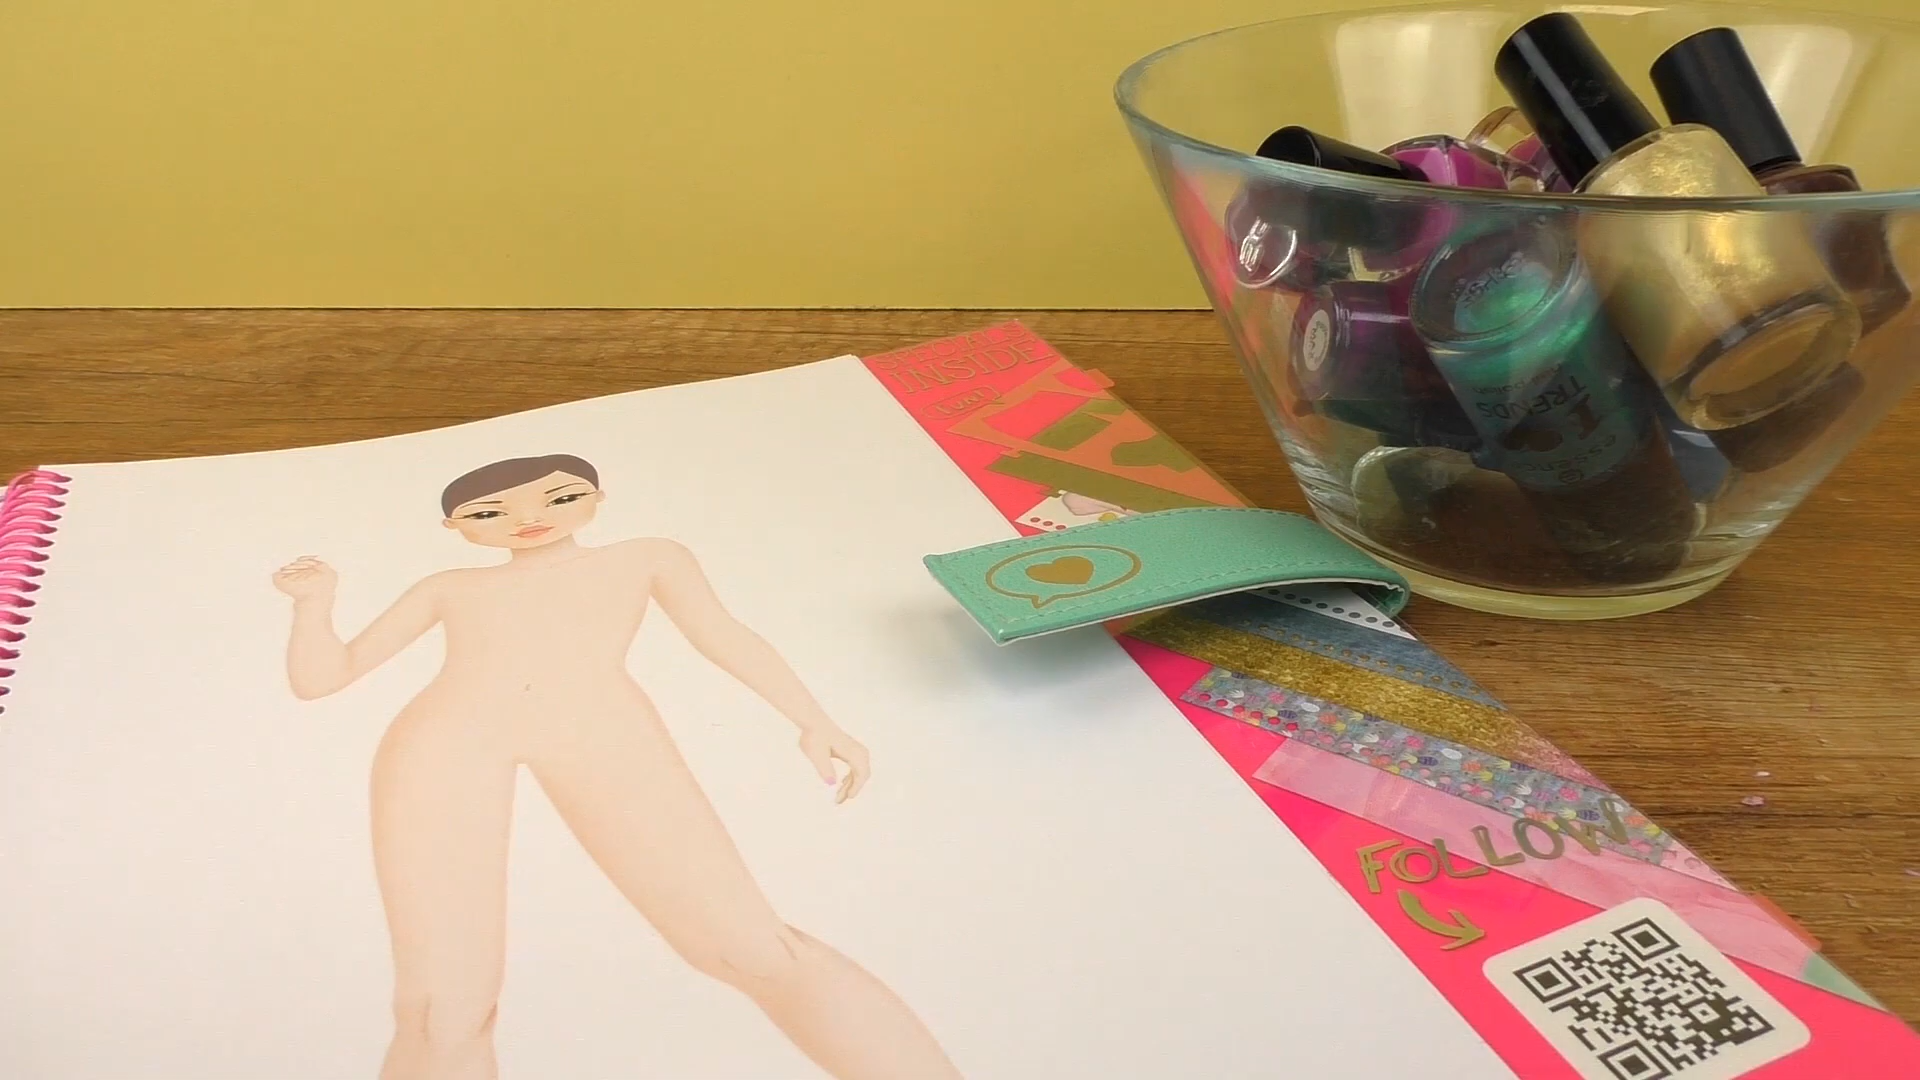 SPECIALS
INSIDE
FUN!
FOLLOW
essence
I
TRENDS